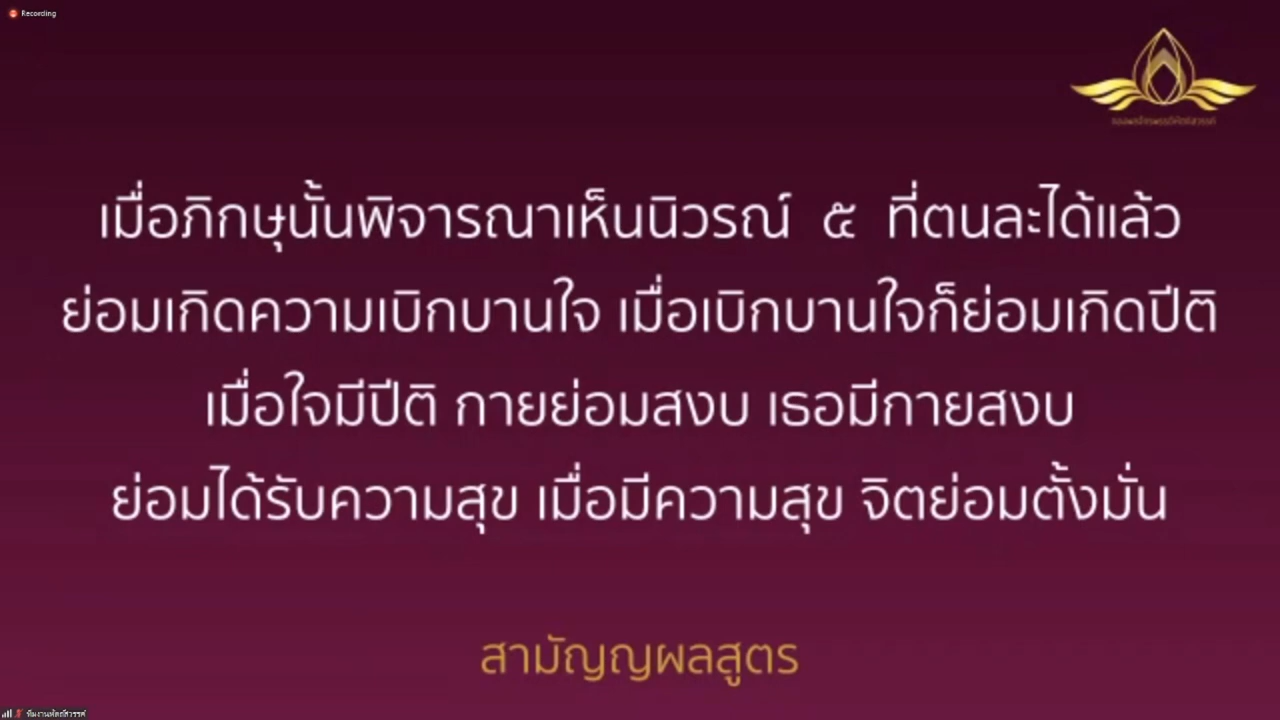 Recording
เมื่อภิกษุนั้นพิจารณาเห็นนิวรณ์ ๕ ที่ตนละได้แล้ว
ย่อมเกิดความเบิกบานใจ เมื่อเบิกบานใจก็ย่อมเกิดปีติ
เมื่อใจมีปีติ กายย่อมสงบ เธอมีกายสงบ
ย่อมได้รับความสุข เมื่อมีความสุข จิตย่อมตั้งมั่น
สามัญญผลสูตร